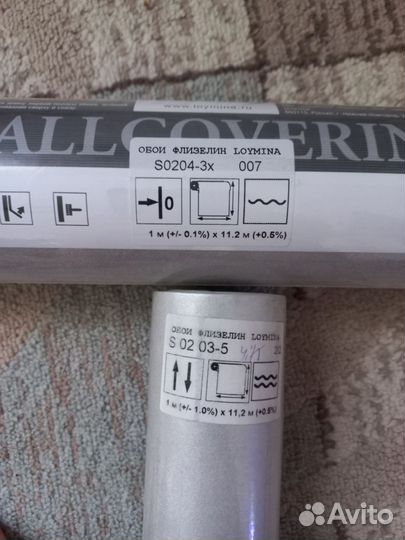 www.loymina.ru
ALLCOVERIN
ОБОИ ФЛИЗЕЛИН LOYMINA
S0204-3x 007
0
1 м (+/- 0.1%) x 11.2 м (+0.5%)
ОБОИ ФЛИЗЕЛИН LOYMINA
S 02 03-5
1 м (+/- 1.0%) x 11,2 м (+0.5%)
Avito